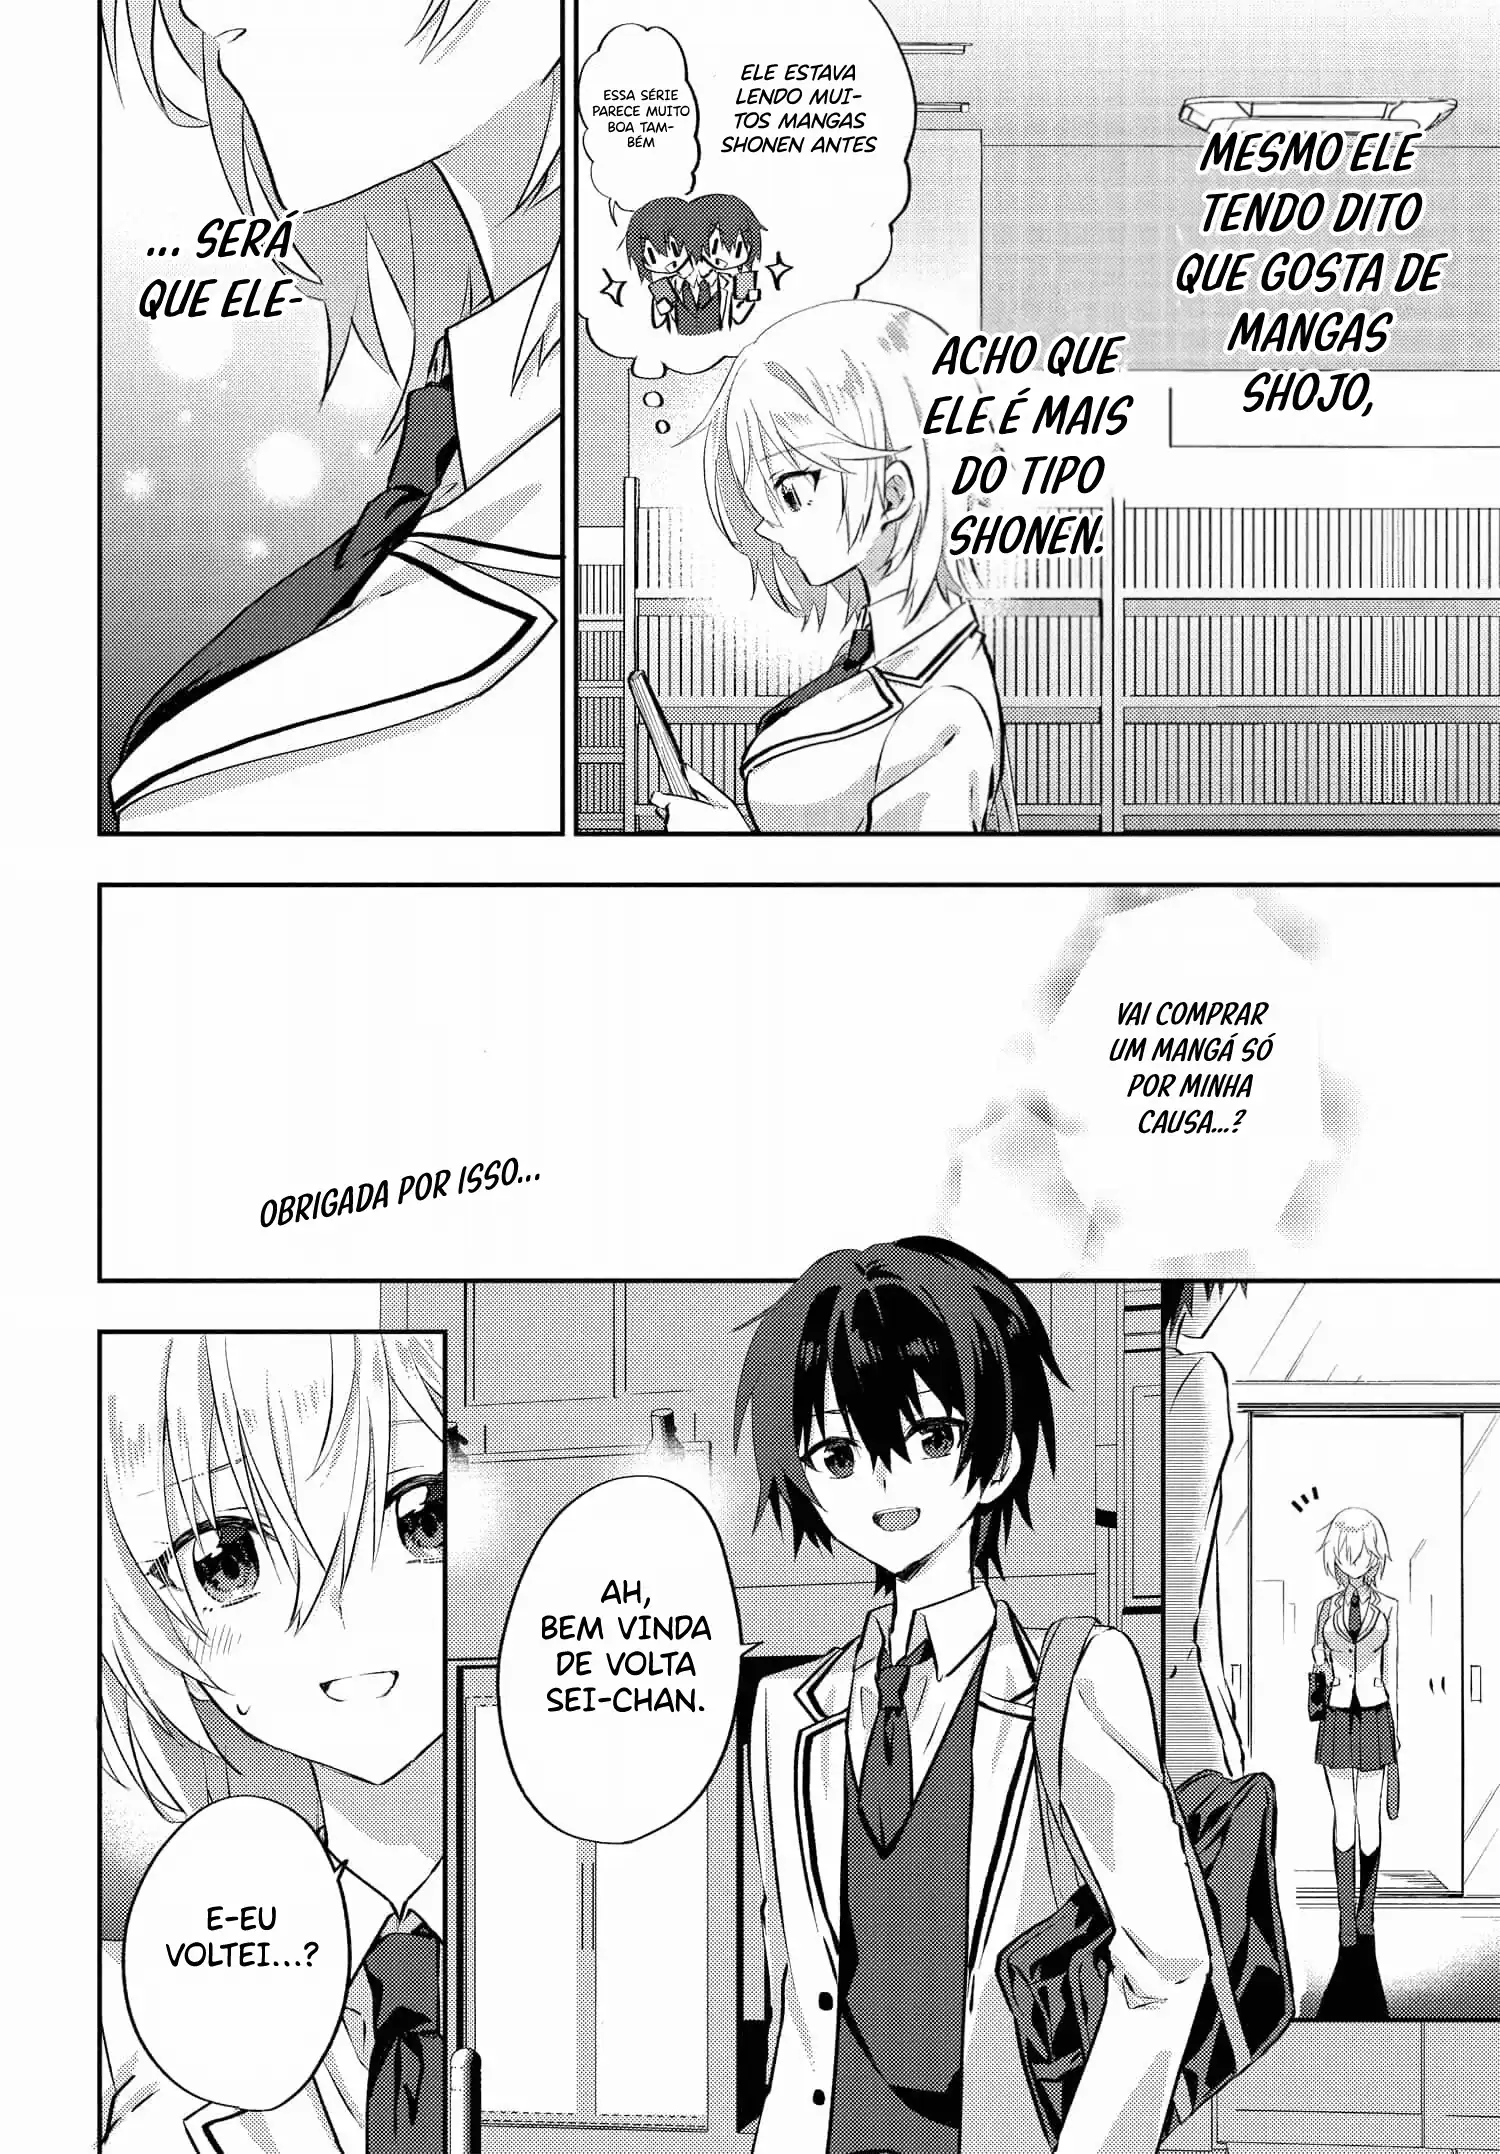 MESMO ELE
TENDO DITO
QUE GOSTA DE
MANGAS
SHOJO,
ELE ESTAVA
LENDO MUI-
TOS MANGAS
SHONEN ANTES
ESSA SÉRIE
PARECE MUITO
BOA TAM-
BÉM
ACHO QUE
ELE É MAIS
DO TIPO
SHONEN.
... SERÁ
QUE ELE-
VAI COMPRAR
UM MANGÁ SÓ
POR MINHA
CAUSA...?
OBRIGADA POR ISSO...
AH,
BEM VINDA
DE VOLTA
SEI-CHAN.
E-EU
VOLTEI...?